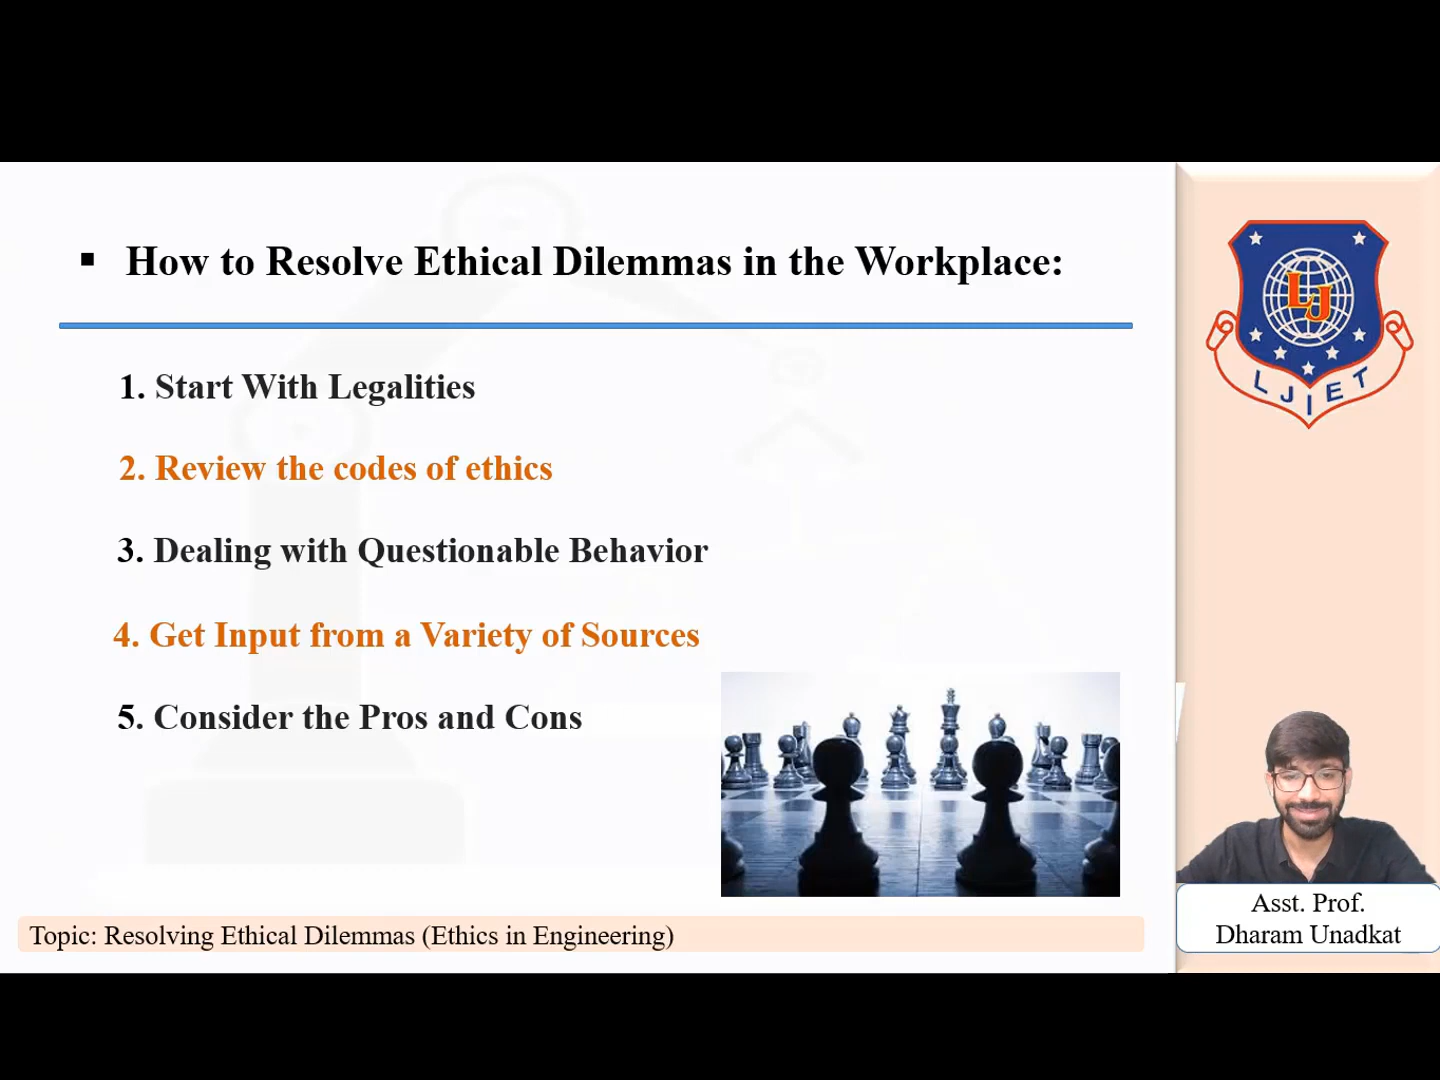 ▪ How to Resolve Ethical Dilemmas in the Workplace:
1. Start With Legalities
2. Review the codes of ethics
3. Dealing with Questionable Behavior
4. Get Input from a Variety of Sources
5. Consider the Pros and Cons
Topic: Resolving Ethical Dilemmas (Ethics in Engineering)
LJ
LJIET
Asst. Prof.
Dharam Unadkat